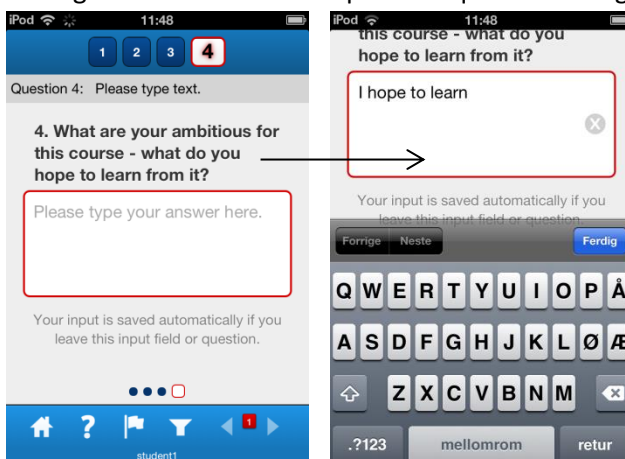 iPod 11:48
1 2 3 4
Question 4: Please type text.
4. What are your ambitious for
this course - what do you
hope to learn from it?
Please type your answer here.
Your input is saved automatically if you
leave this input field or question.
1
student1
iPod 11:48
this course - what do you
hope to learn from it?
I hope to learn
Your input is saved automatically if you
leave this input field or question.
Forrige Neste Ferdig
Q W E R T Y U I O P Å
A S D F G H J K L Ø Æ
Z X C V B N M
.?123 mellomrom retur